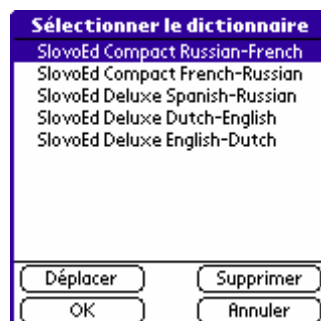 Sélectionner le dictionnaire
SlovoEd Compact Russian-French
SlovoEd Compact French-Russian
SlovoEd Deluxe Spanish-Russian
SlovoEd Deluxe Dutch-English
SlovoEd Deluxe English-Dutch
Déplacer Supprimer
OK Annuler